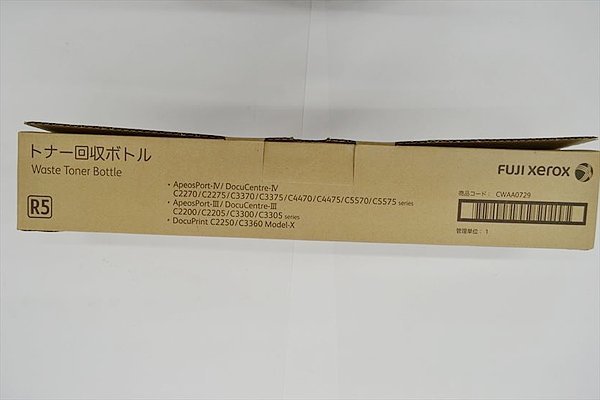 トナー回収ボトル
Waste Toner Bottle
R5
・ApeosPort-Ⅳ/DocuCentre-Ⅳ
C2270/C2275/C3370/C3375/C4470/C4475/C5570/C5575 series
・ApeosPort-Ⅲ/DocuCentre-Ⅲ
C2200/C2205/C3300/C3305 series
・DocuPrint C2250/C3360 Model-X
FUJI xerox
商品コード: CWAA0729
管理単位: 1